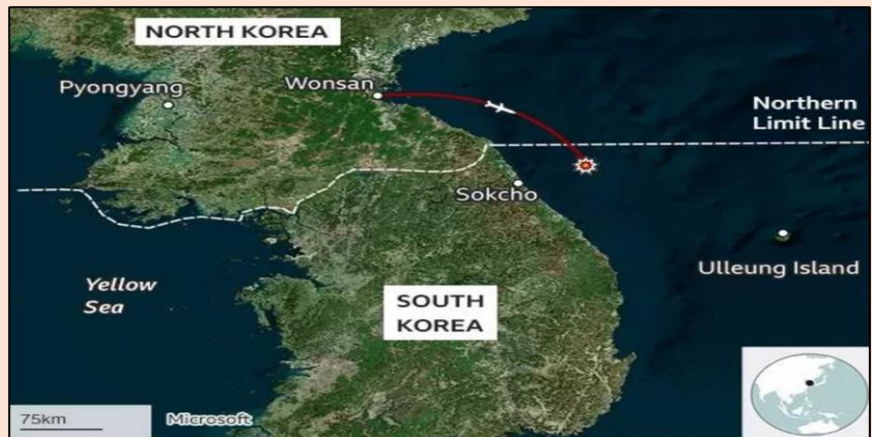 NORTH KOREA
Pyongyang
Wonsan
Northern
Limit Line
Sokcho
Ulleung Island
Yellow
Sea
SOUTH
KOREA
75km
Microsoft